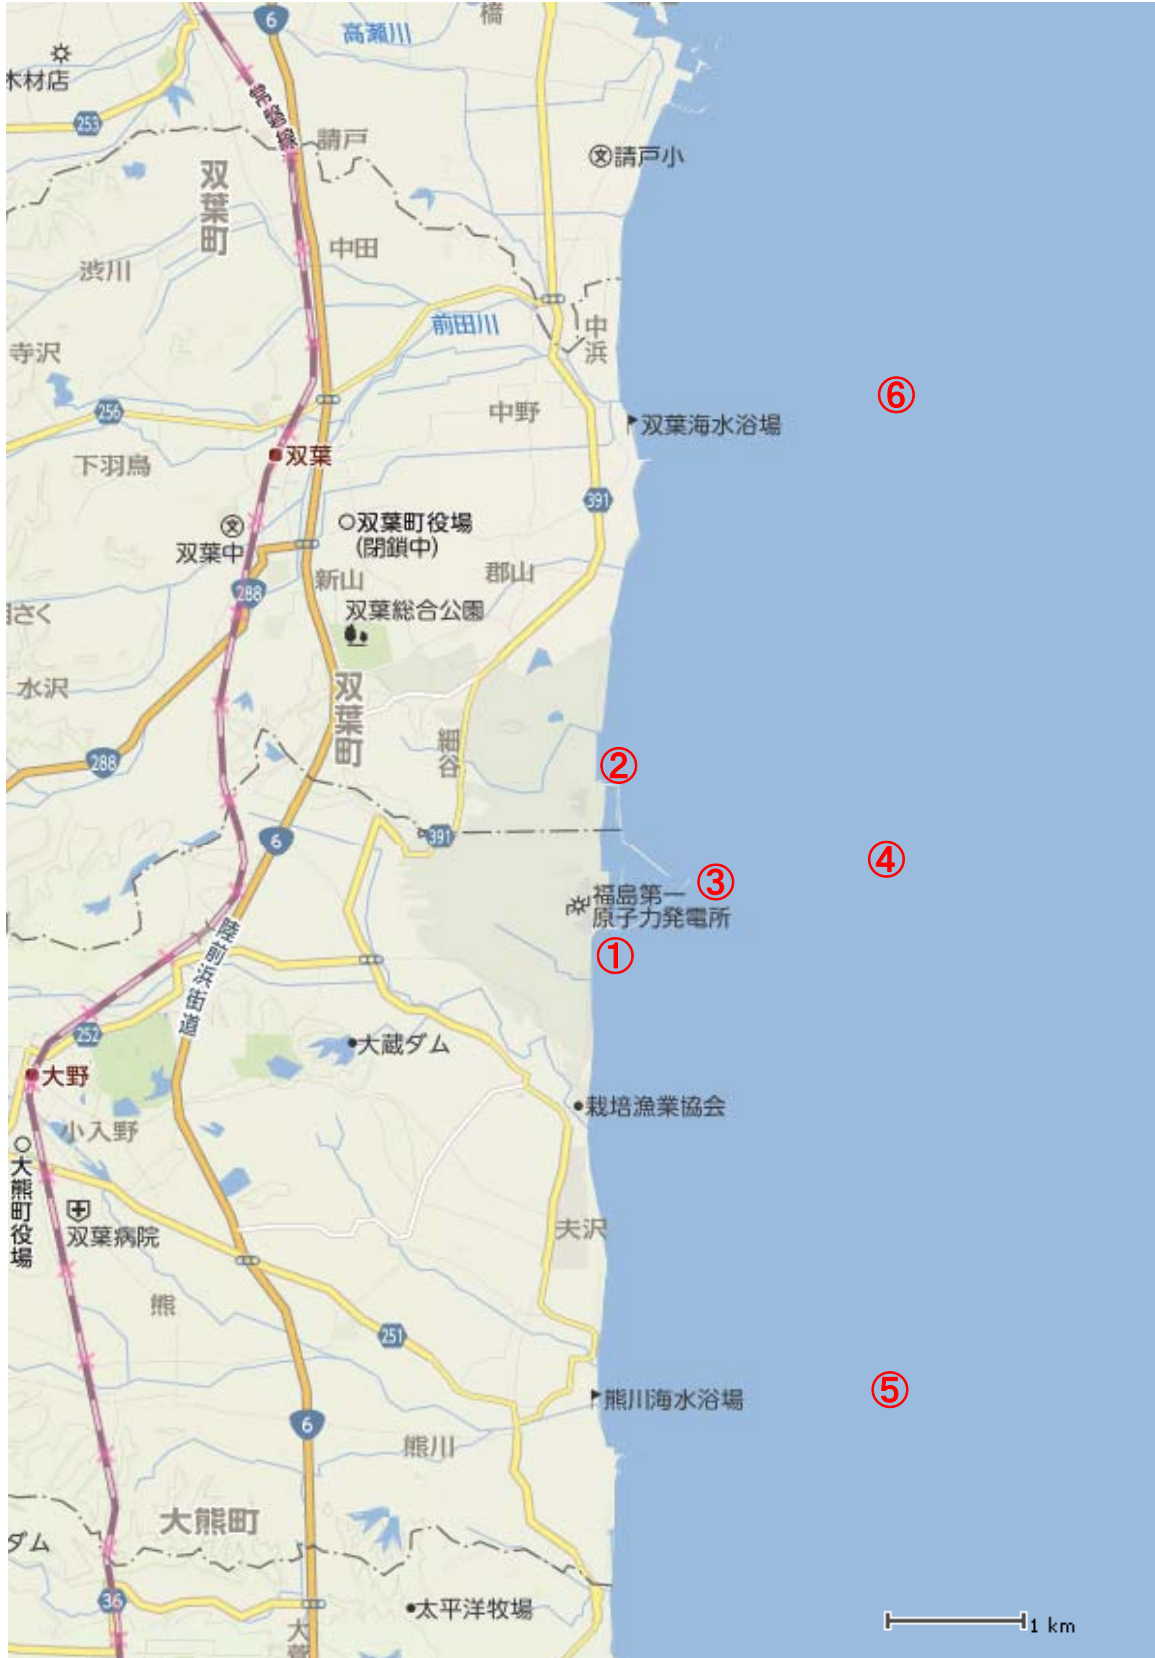 橋
6
高瀬川
木材店
253
常磐線
請戸
請戸小
双葉町
中田
渋川
前田川
中浜
寺沢
⑥
256
中野
双葉海水浴場
下羽鳥
双葉
391
双葉町役場
(閉鎖中)
双葉中
新山
郡山
288
双葉総合公園
さく
水沢
双葉町
細谷
288
②
6
391
④
③
福島第一
原子力発電所
陸前浜街道
①
252
大蔵ダム
大野
栽培漁業協会
小入野
大熊町役場
双葉病院
夫沢
熊
251
⑤
熊川海水浴場
6
熊川
大熊町
ダム
36
太平洋牧場
大菅
1 km